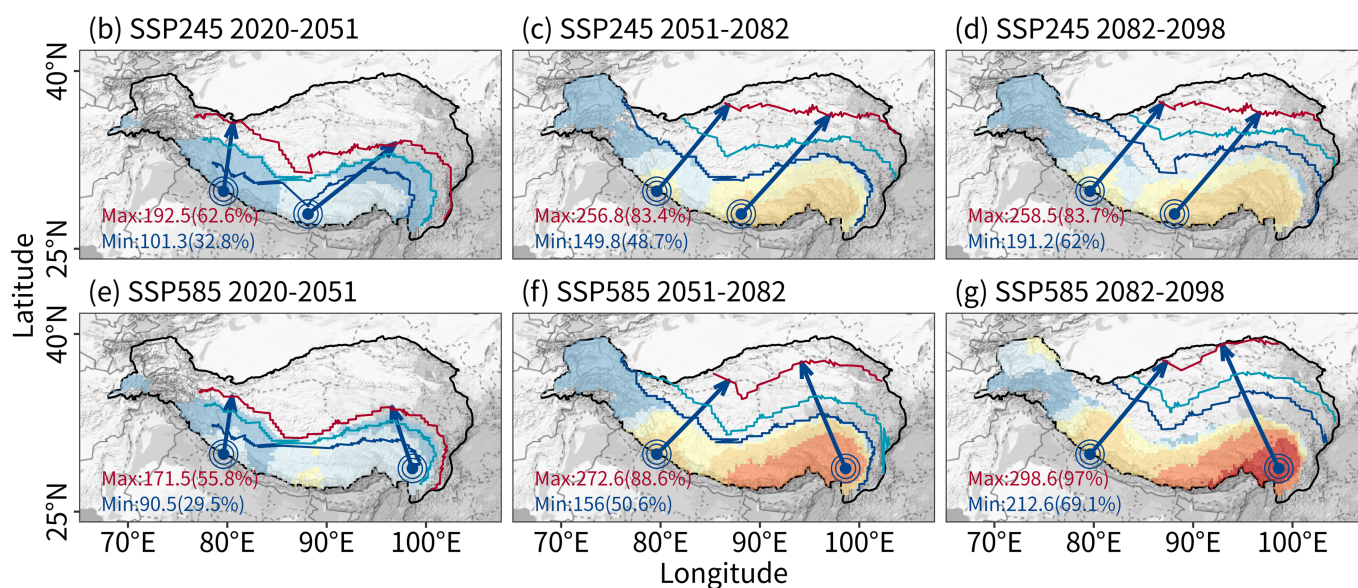 (b) SSP245 2020-2051
(c) SSP245 2051-2082
(d) SSP245 2082-2098
40°N
25°N
Max:192.5(62.6%)
Min:101.3(32.8%)
Max:256.8(83.4%)
Min:149.8(48.7%)
Max:258.5(83.7%)
Min:191.2(62%)
Latitude
(e) SSP585 2020-2051
(f) SSP585 2051-2082
(g) SSP585 2082-2098
40°N
25°N
Max:171.5(55.8%)
Min:90.5(29.5%)
Max:272.6(88.6%)
Min:156(50.6%)
Max:298.6(97%)
Min:212.6(69.1%)
70°E 80°E 90°E 100°E
70°E 80°E 90°E 100°E
70°E 80°E 90°E 100°E
Longitude